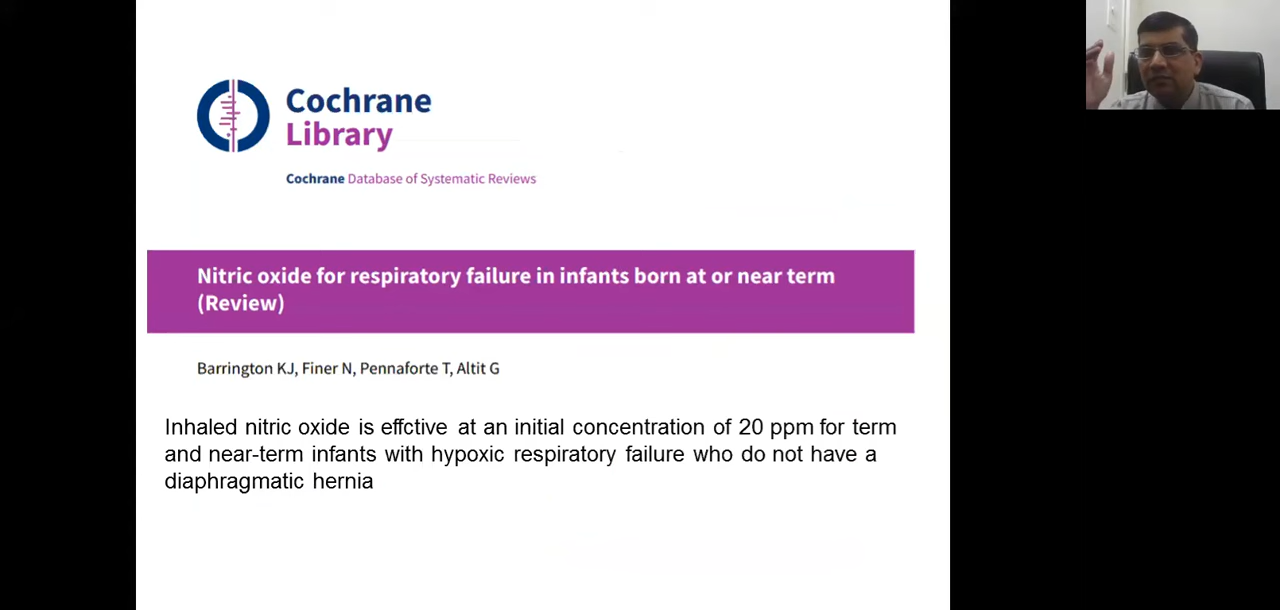 Cochrane
Library
Cochrane Database of Systematic Reviews
Nitric oxide for respiratory failure in infants born at or near term
(Review)
Barrington KJ, Finer N, Pennaforte T, Altit G
Inhaled nitric oxide is effctive at an initial concentration of 20 ppm for term
and near-term infants with hypoxic respiratory failure who do not have a
diaphragmatic hernia